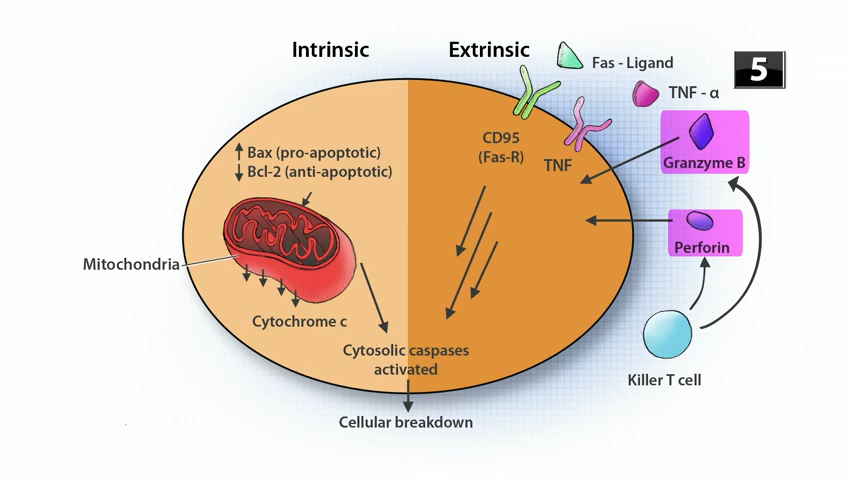 Intrinsic
Extrinsic
Fas - Ligand
5
TNF - α
CD95
(Fas-R)
TNF
Granzyme B
↑ Bax (pro-apoptotic)
↓ Bcl-2 (anti-apoptotic)
Perforin
Mitochondria
Cytochrome c
Cytosolic caspases
activated
Killer T cell
Cellular breakdown